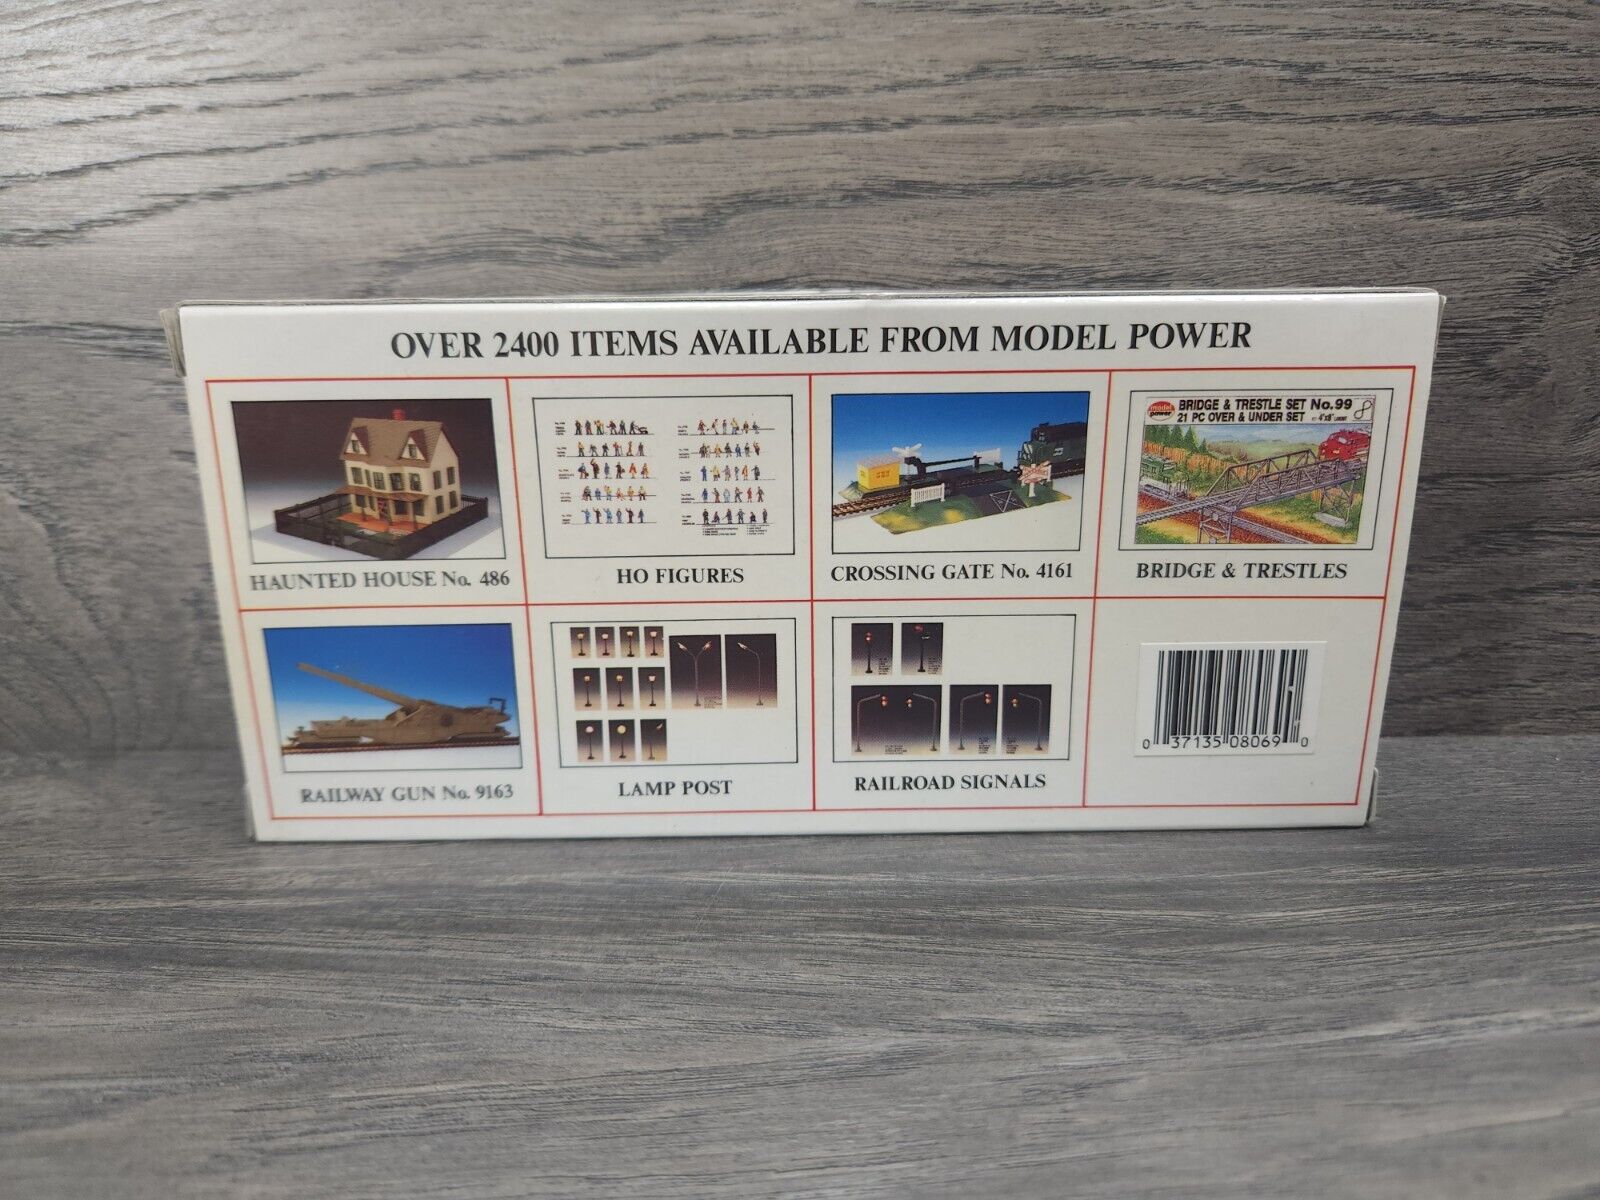 OVER 2400 ITEMS AVAILABLE FROM MODEL POWER
HAUNTED HOUSE No. 486
HO FIGURES
CROSSING GATE No. 4161
model power
BRIDGE & TRESTLE SET No.99
21 PC OVER & UNDER SET
BRIDGE & TRESTLES
RAILWAY GUN No. 9163
LAMP POST
RAILROAD SIGNALS
0 37135 08069 0